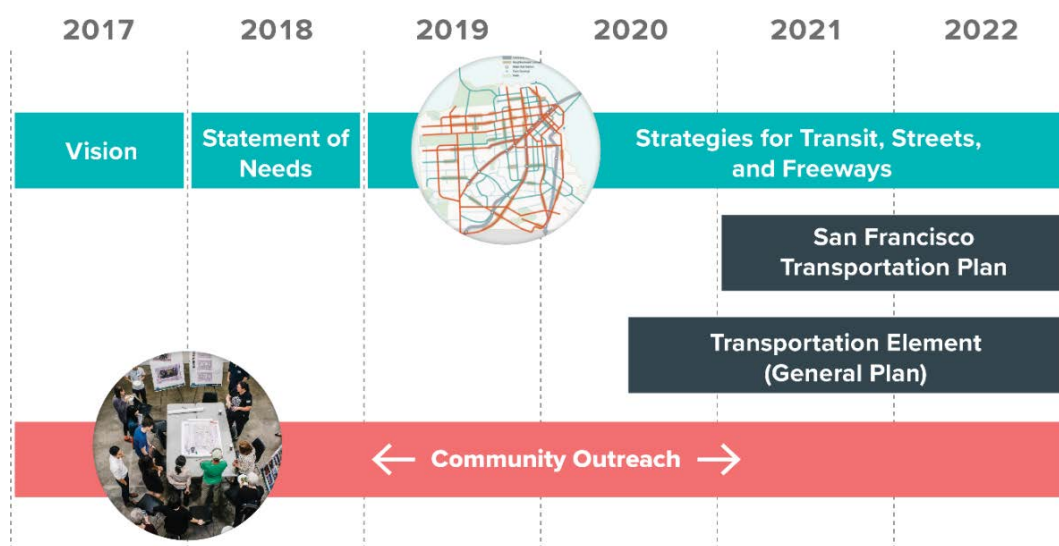 2017 2018 2019 2020 2021 2022
Vision
Statement of
Needs
Strategies for Transit, Streets,
and Freeways
San Francisco
Transportation Plan
Transportation Element
(General Plan)
Community Outreach